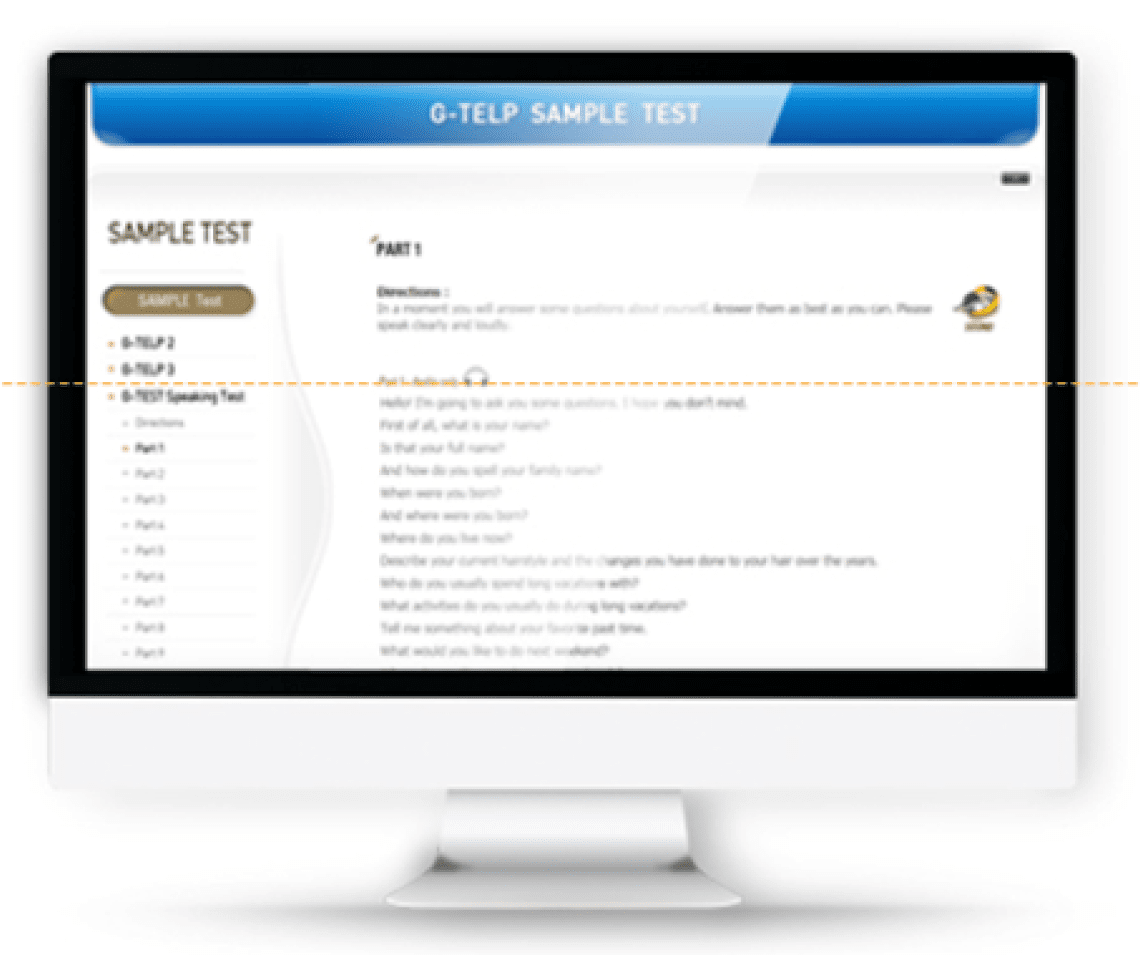 G-TELP SAMPLE TEST
SAMPLE TEST
SAMPLE Test
G-TELP 2
G-TELP 3
G-TEST Speaking Test
Directions
Part 1
Part 2
Part 3
Part 4
Part 5
Part 6
Part 7
Part 8
Part 9
PART 1
Directions :
In a moment you will answer some questions about yourself. Answer them as best as you can. Please
speak clearly and loudly.
Part 1
Hello! I'm going to ask you some questions, I hope you don't mind.
First of all, what is your name?
Is that your full name?
And how do you spell your family name?
When were you born?
And where were you born?
Where do you live now?
Describe your current hairstyle and the changes you have done to your hair over the years.
Who do you usually spend long vacations with?
What activities do you usually do during long vacations?
Tell me something about your favorite past time.
What would you like to do next weekend?